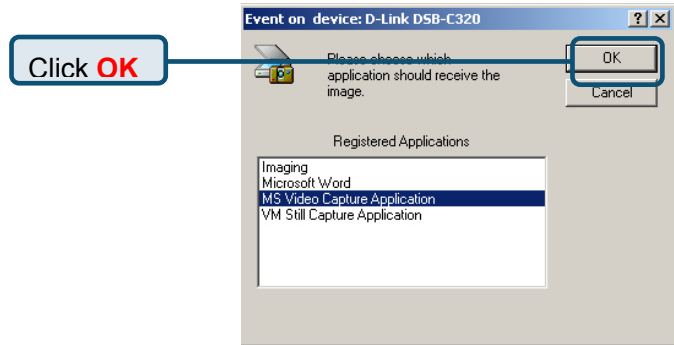 Event on device: D-Link DSB-C320
Click OK
Please choose which
application should receive the
image.
OK
Cancel
Registered Applications
Imaging
Microsoft Word
MS Video Capture Application
VM Still Capture Application